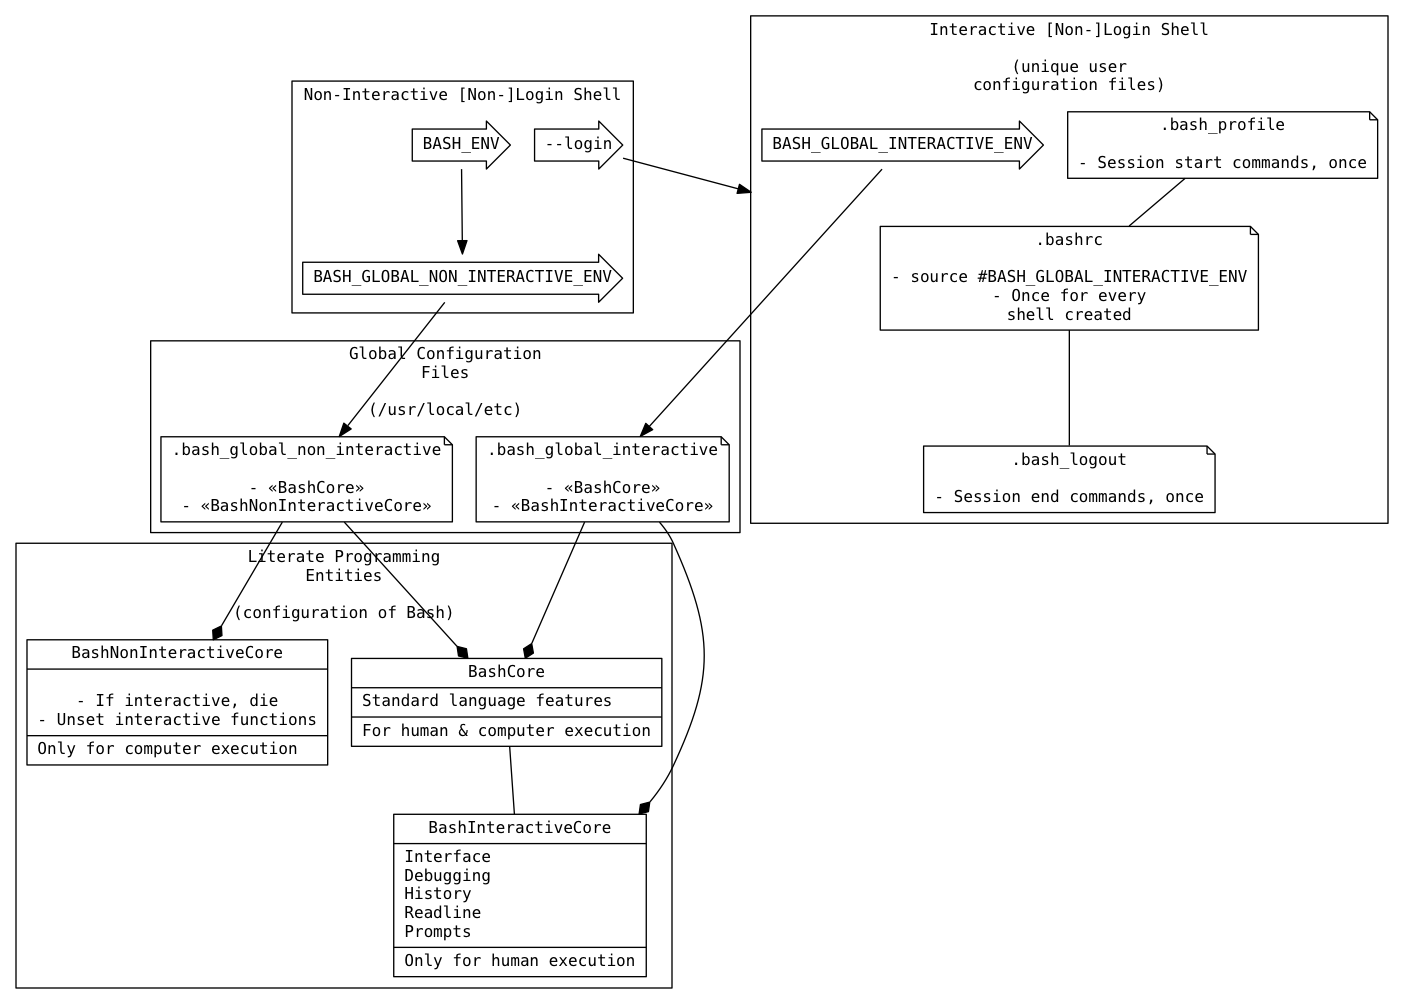 Interactive [Non-]Login Shell
(unique user
configuration files)
Non-Interactive [Non-]Login Shell
BASH_ENV
--login
BASH_GLOBAL_INTERACTIVE_ENV
.bash_profile
- Session start commands, once
.bashrc
- source #BASH_GLOBAL_INTERACTIVE_ENV
- Once for every
shell created
BASH_GLOBAL_NON_INTERACTIVE_ENV
Global Configuration
Files
(/usr/local/etc)
.bash_global_non_interactive
- «BashCore»
- «BashNonInteractiveCore»
.bash_global_interactive
- «BashCore»
- «BashInteractiveCore»
.bash_logout
- Session end commands, once
Literate Programming
Entities
(configuration of Bash)
BashNonInteractiveCore
- If interactive, die
- Unset interactive functions
Only for computer execution
BashCore
Standard language features
For human & computer execution
BashInteractiveCore
Interface
Debugging
History
Readline
Prompts
Only for human execution